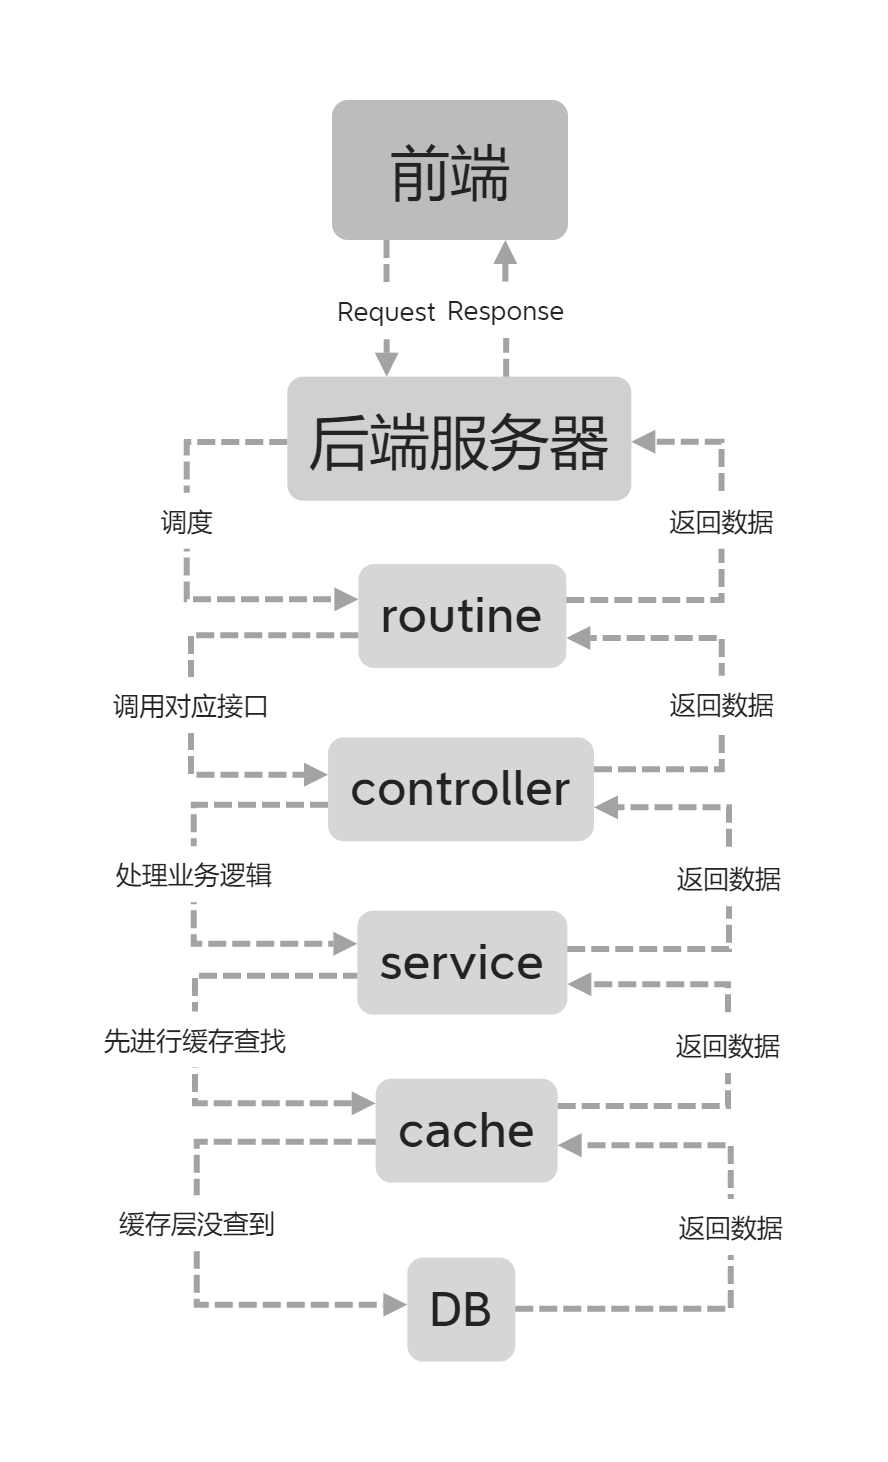 前端
Request Response
后端服务器
调度
返回数据
routine
调用对应接口
返回数据
controller
处理业务逻辑
返回数据
service
先进行缓存查找
返回数据
cache
缓存层没查到
返回数据
DB